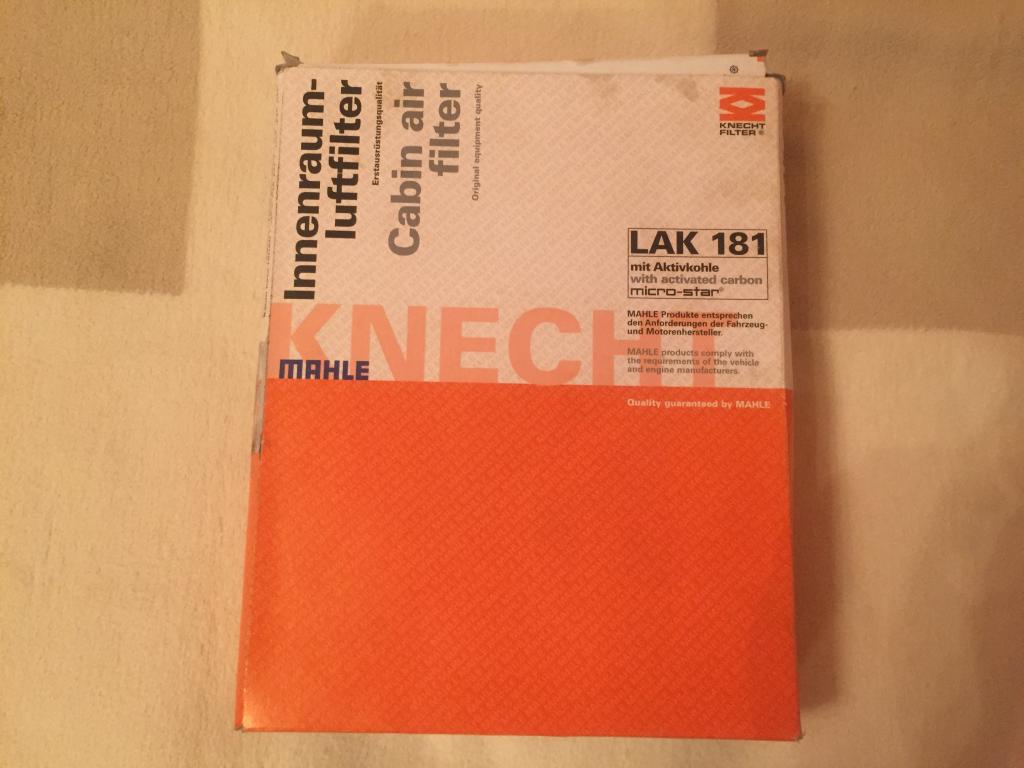 Innenraum-
luftfilter
Erstausrüstungsqualität
Cabin air
filter
Original equipment quality
®
KNECHT
FILTER ®
LAK 181
mit Aktivkohle
with activated carbon
micro-star®
MAHLE Produkte entsprechen
den Anforderungen der Fahrzeug-
und Motorenhersteller.
MAHLE products comply with
the requirements of the vehicle
and engine manufacturers.
KNECHT
MAHLE
Quality guaranteed by MAHLE